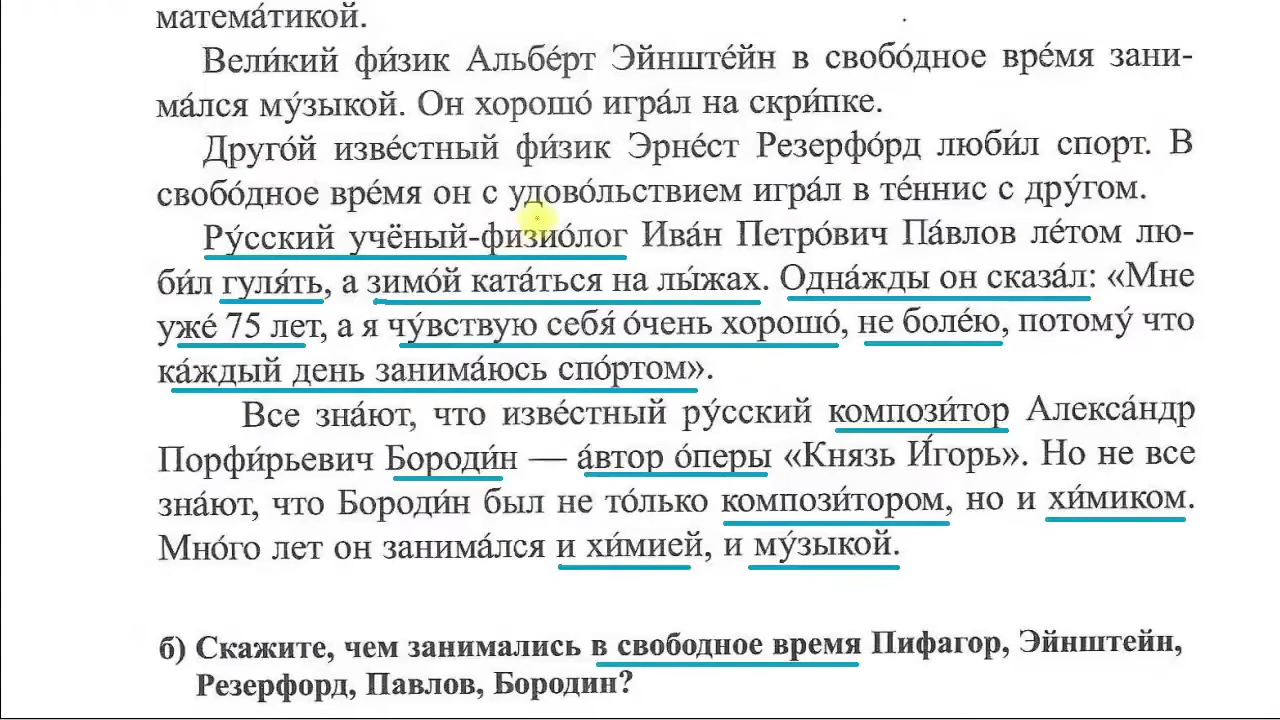 матема́тикой.
Вели́кий фи́зик Альбе́рт Эйнште́йн в свобо́дное вре́мя зани-
ма́лся му́зыкой. Он хорошо́ игра́л на скри́пке.
Друго́й изве́стный фи́зик Эрне́ст Резерфо́рд люби́л спорт. В
свобо́дное вре́мя он с удово́льствием игра́л в те́ннис с дру́гом.
Ру́сский учёный-физио́лог Ива́н Петро́вич Па́влов ле́том лю-
би́л гуля́ть, а зимо́й ката́ться на лы́жах. Одна́жды он сказа́л: «Мне
уже́ 75 лет, а я чу́вствую себя́ о́чень хорошо́, не боле́ю, потому́ что
ка́ждый день занима́юсь спо́ртом».
Все зна́ют, что изве́стный ру́сский компози́тор Алекса́ндр
Порфи́рьевич Бороди́н — а́втор о́перы «Князь И́горь». Но не все
зна́ют, что Бороди́н был не то́лько компози́тором, но и хи́миком.
Мно́го лет он занима́лся и хи́мией, и му́зыкой.
б) Скажите, чем занимались в свободное время Пифагор, Эйнштейн,
Резерфорд, Павлов, Бородин?